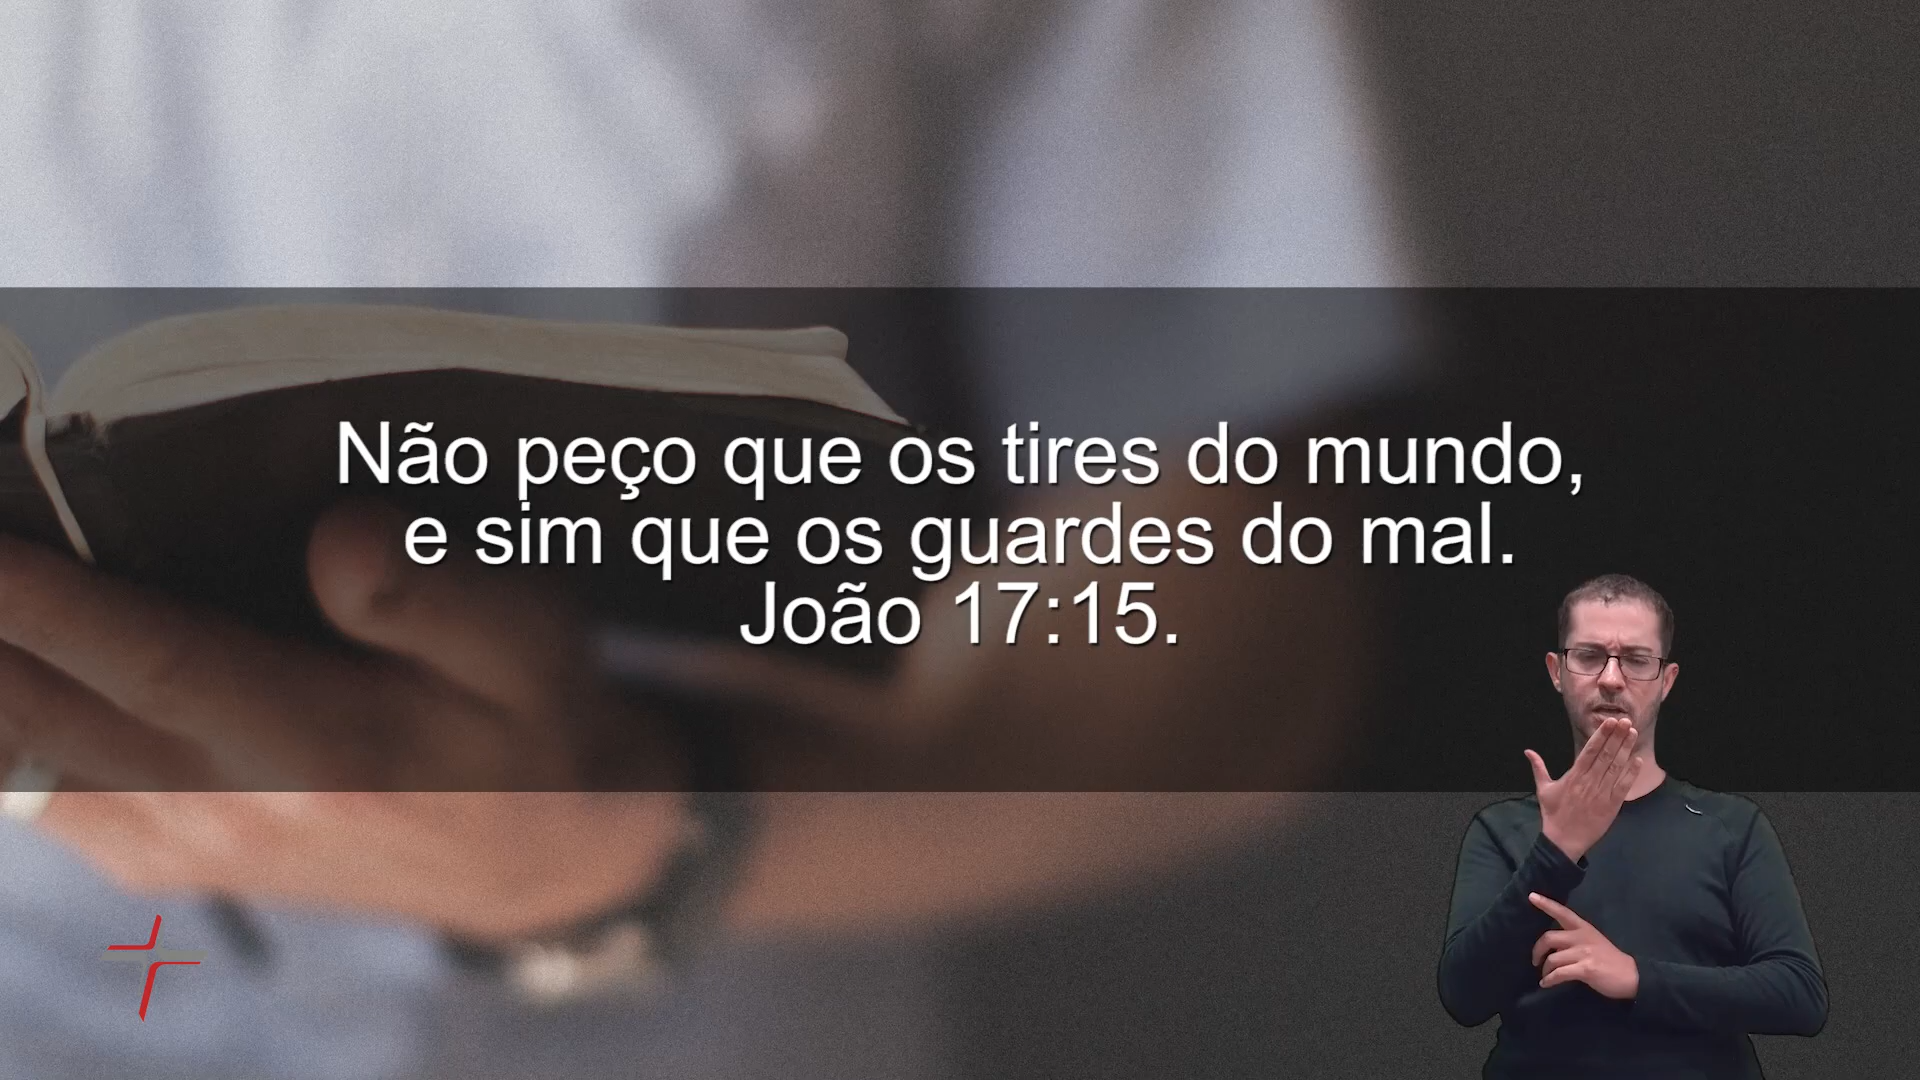 Não peço que os tires do mundo,
e sim que os guardes do mal.
João 17:15.